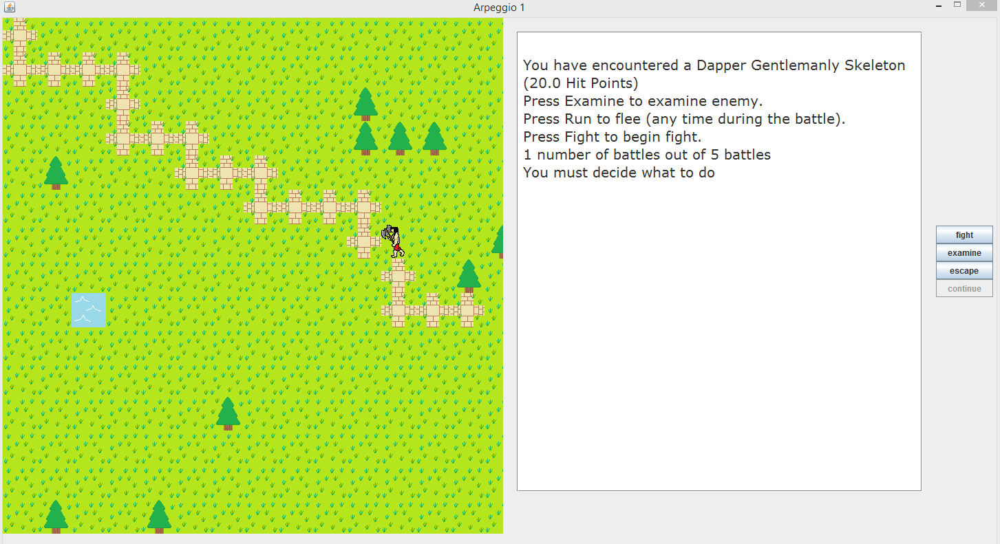 Arpeggio 1
You have encountered a Dapper Gentlemanly Skeleton
(20.0 Hit Points)
Press Examine to examine enemy.
Press Run to flee (any time during the battle).
Press Fight to begin fight.
1 number of battles out of 5 battles
You must decide what to do
fight
examine
escape
continue